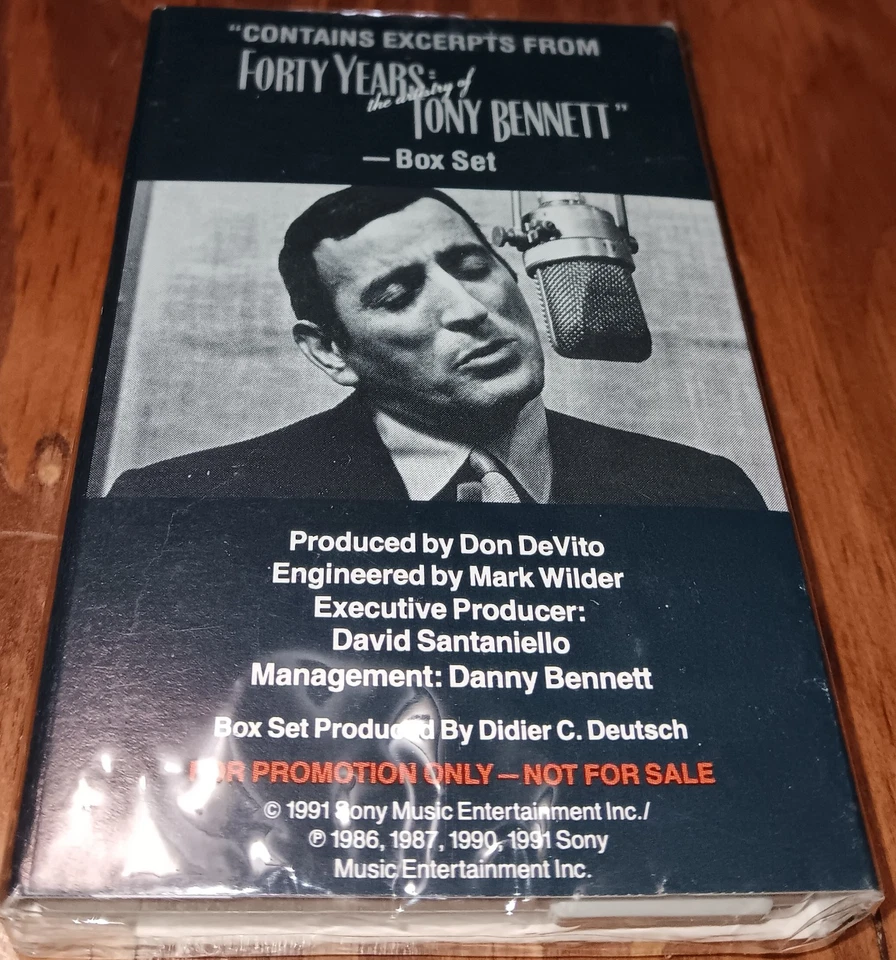 "CONTAINS EXCERPTS FROM
FORTY YEARS:
the artistry of
TONY BENNETT"
— Box Set
Produced by Don DeVito
Engineered by Mark Wilder
Executive Producer:
David Santaniello
Management: Danny Bennett
Box Set Produced By Didier C. Deutsch
FOR PROMOTION ONLY — NOT FOR SALE
© 1991 Sony Music Entertainment Inc./
℗ 1986, 1987, 1990, 1991 Sony
Music Entertainment Inc.